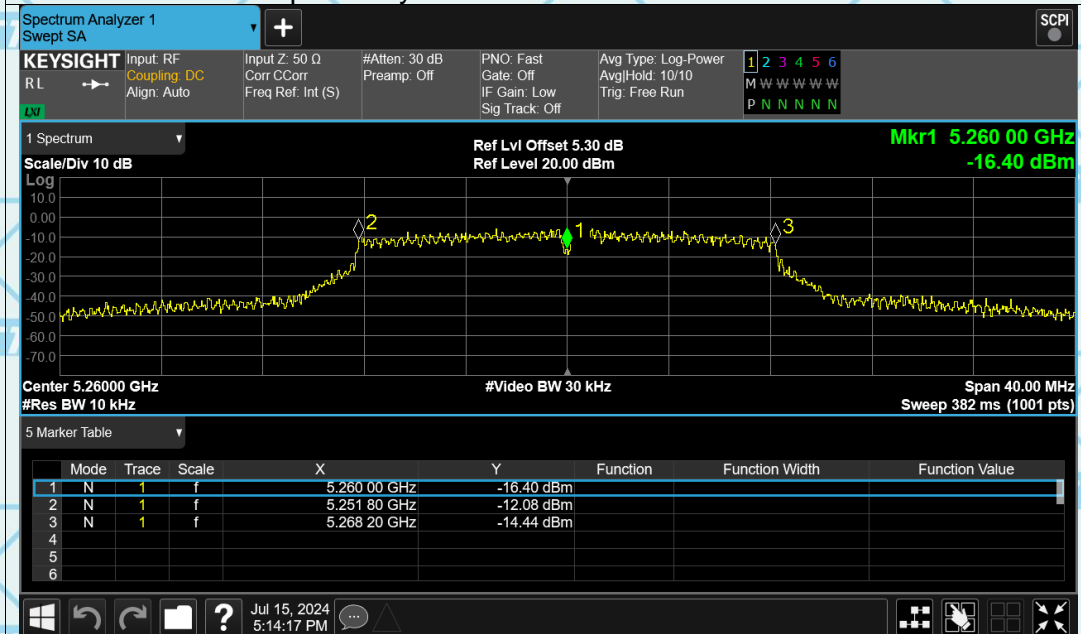 Spectrum Analyzer 1
Swept SA
+
SCPI
KEYSIGHT
RL
LXI
Input: RF
Coupling: DC
Align: Auto
Input Z: 50 Ω
Corr CCorr
Freq Ref: Int (S)
#Atten: 30 dB
Preamp: Off
PNO: Fast
Gate: Off
IF Gain: Low
Sig Track: Off
Avg Type: Log-Power
Avg|Hold: 10/10
Trig: Free Run
1 2 3 4 5 6
M W W W W W
P N N N N N
1 Spectrum
Scale/Div 10 dB
Ref Lvl Offset 5.30 dB
Ref Level 20.00 dBm
Mkr1 5.260 00 GHz
-16.40 dBm
Log
10.0
0.00
-10.0
-20.0
-30.0
-40.0
-50.0
-60.0
-70.0
2
1
3
Center 5.26000 GHz
#Video BW 30 kHz
Span 40.00 MHz
#Res BW 10 kHz
Sweep 382 ms (1001 pts)
5 Marker Table
Mode Trace Scale X Y Function Function Width Function Value
1 N 1 f 5.260 00 GHz -16.40 dBm
2 N 1 f 5.251 80 GHz -12.08 dBm
3 N 1 f 5.268 20 GHz -14.44 dBm
4
5
6
?
Jul 15, 2024
5:14:17 PM